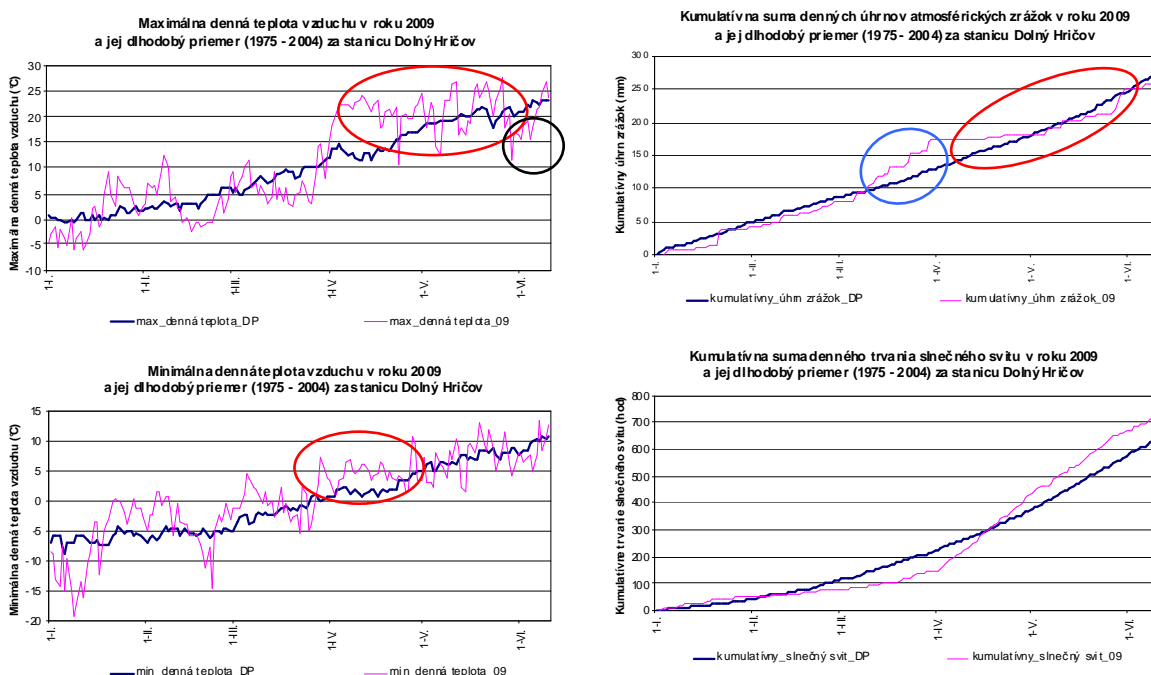 Maximálna denná teplota vzduchu v roku 2009
a jej dlhodobý priemer (1975 - 2004) za stanicu Dolný Hričov
Maximálna denná teplota vzduchu (°C)
30
25
20
15
10
5
0
-5
-10
1-I.
1-II.
1-III.
1-IV.
1-V.
1-VI.
max_denná teplota_DP
max_denná teplota_09
Kumulatívna suma denných úhrnov atmosférických zrážok v roku 2009
a jej dlhodobý priemer (1975 - 2004) za stanicu Dolný Hričov
Kumulatívny úhrn zrážok (mm)
300
250
200
150
100
50
0
1-I.
1-II.
1-III.
1-IV.
1-V.
1-VI.
kumulatívny_úhrn zrážok_DP
kumulatívny_úhrn zrážok_09
Minimálna denná teplota vzduchu v roku 2009
a jej dlhodobý priemer (1975 - 2004) za stanicu Dolný Hričov
Minimálna denná teplota vzduchu (°C)
15
10
5
0
-5
-10
-15
-20
1-I.
1-II.
1-III.
1-IV.
1-V.
1-VI.
min_denná teplota_DP
min_denná teplota_09
Kumulatívna suma denného trvania slnečného svitu v roku 2009
a jej dlhodobý priemer (1975 - 2004) za stanicu Dolný Hričov
Kumulatívne trvanie slnečného svitu (hod)
800
700
600
500
400
300
200
100
0
1-I.
1-II.
1-III.
1-IV.
1-V.
1-VI.
kumulatívny_slnečný svit_DP
kumulatívny_slnečný svit_09